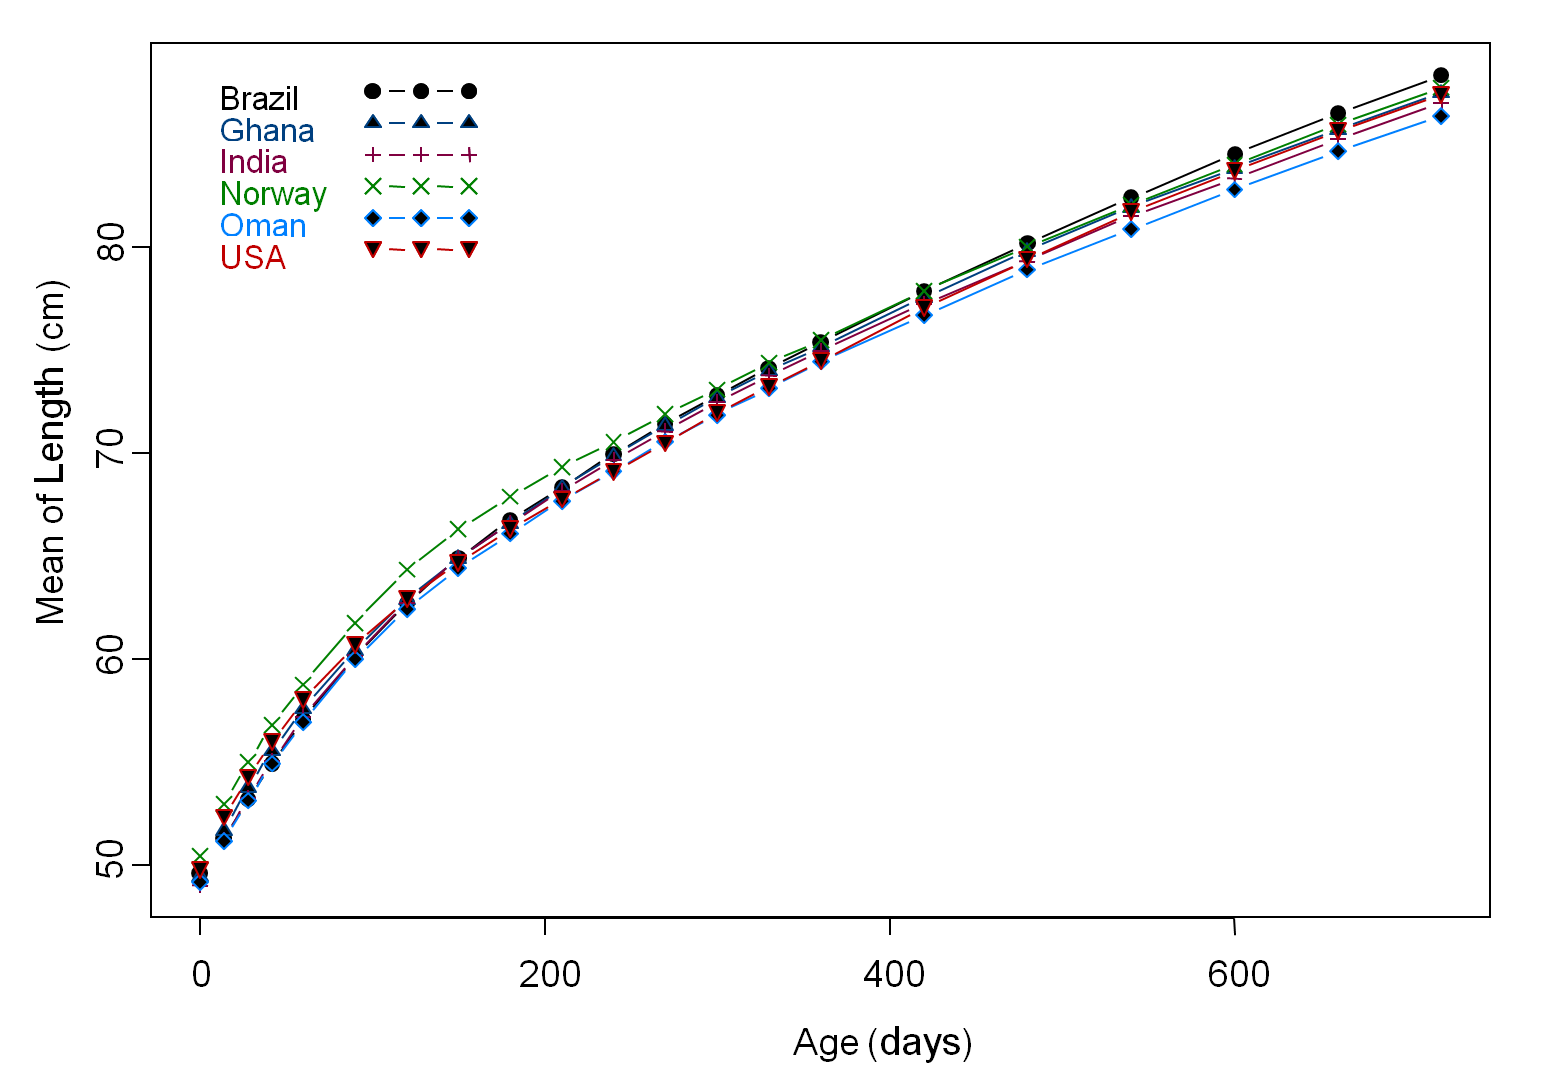 Brazil
Ghana
India
Norway
Oman
USA
Mean of Length (cm)
80
70
60
50
0 200 400 600
Age (days)